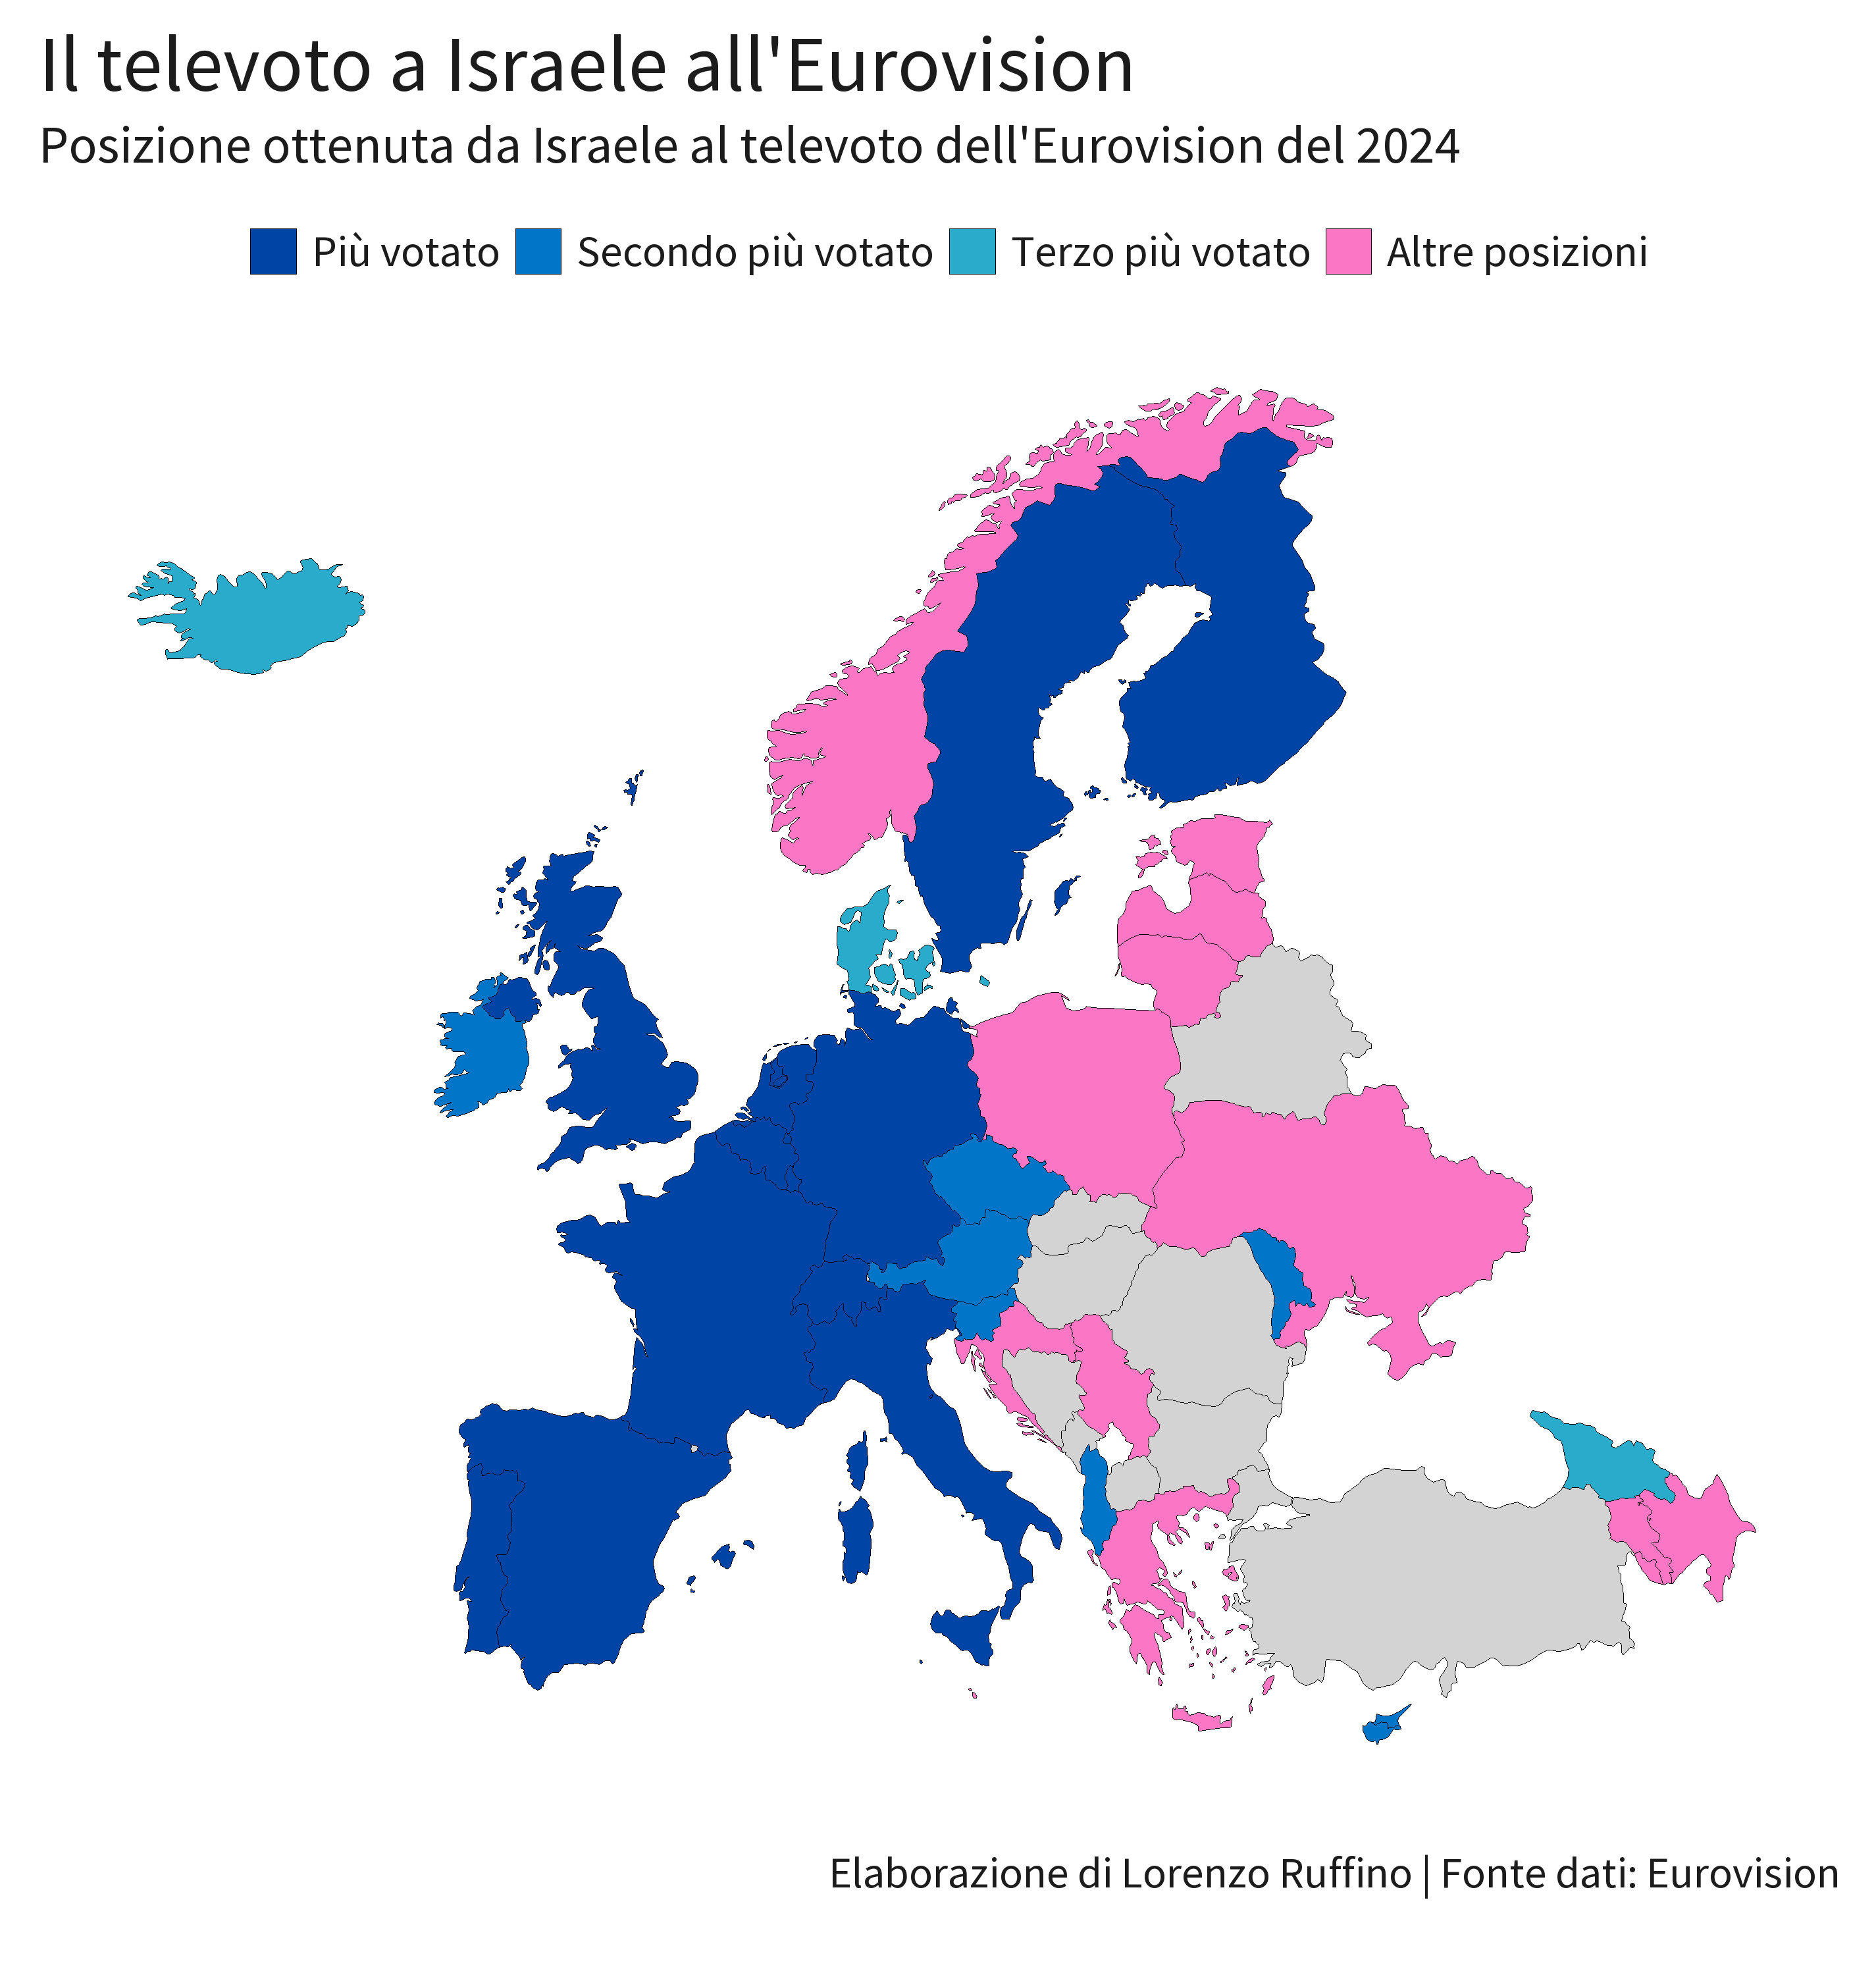 Il televoto a Israele all'Eurovision
Posizione ottenuta da Israele al televoto dell'Eurovision del 2024
Più votato Secondo più votato Terzo più votato Altre posizioni
Elaborazione di Lorenzo Ruffino | Fonte dati: Eurovision